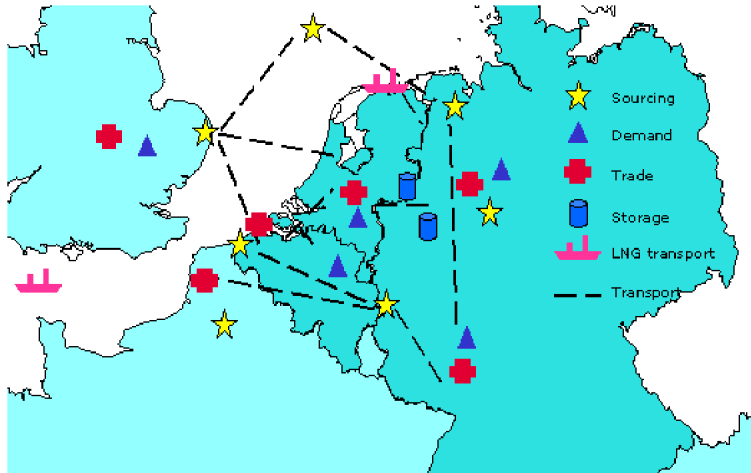 Sourcing
Demand
Trade
Storage
LNG transport
Transport